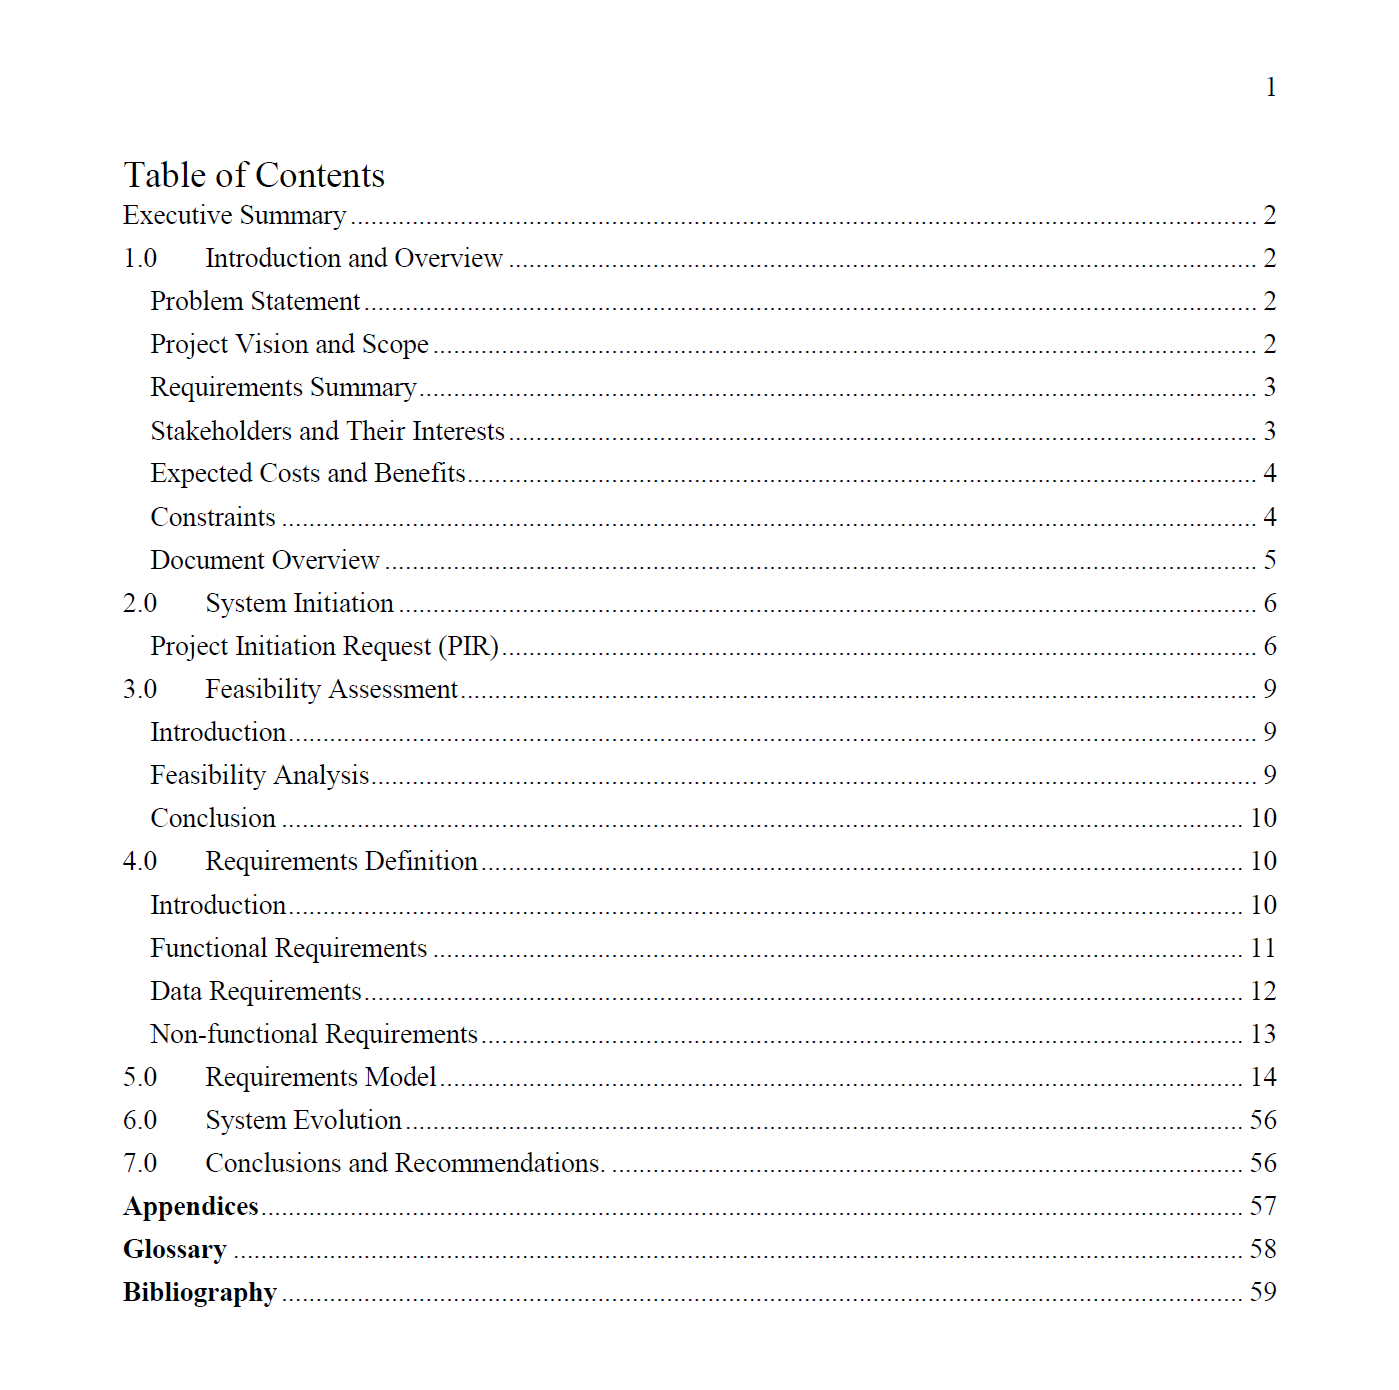 1
Table of Contents
Executive Summary 2
1.0 Introduction and Overview 2
Problem Statement 2
Project Vision and Scope 2
Requirements Summary 3
Stakeholders and Their Interests 3
Expected Costs and Benefits 4
Constraints 4
Document Overview 5
2.0 System Initiation 6
Project Initiation Request (PIR) 6
3.0 Feasibility Assessment 9
Introduction 9
Feasibility Analysis 9
Conclusion 10
4.0 Requirements Definition 10
Introduction 10
Functional Requirements 11
Data Requirements 12
Non-functional Requirements 13
5.0 Requirements Model 14
6.0 System Evolution 56
7.0 Conclusions and Recommendations. 56
Appendices 57
Glossary 58
Bibliography 59